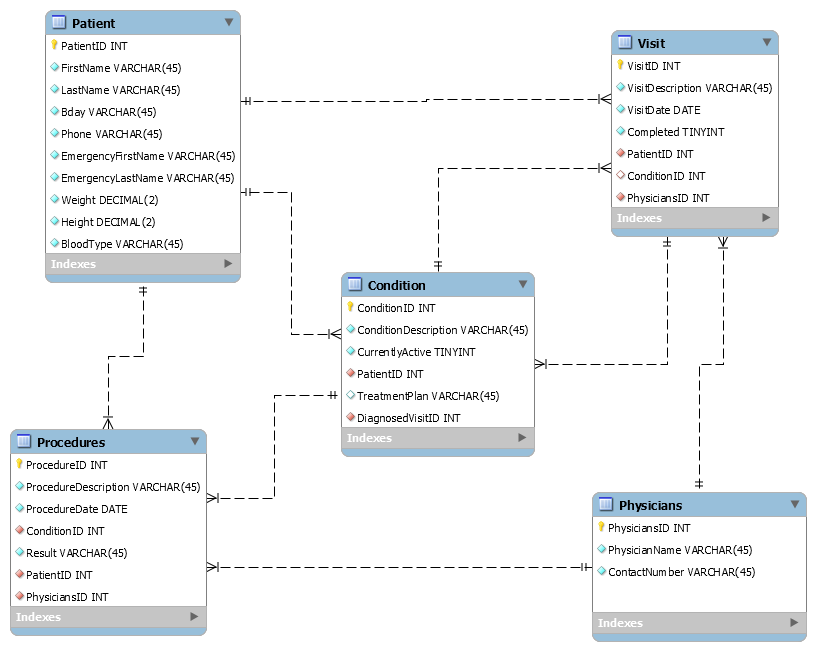 Patient
PatientID INT
FirstName VARCHAR(45)
LastName VARCHAR(45)
Bday VARCHAR(45)
Phone VARCHAR(45)
EmergencyFirstName VARCHAR(45)
EmergencyLastName VARCHAR(45)
Weight DECIMAL(2)
Height DECIMAL(2)
BloodType VARCHAR(45)
Indexes
Visit
VisitID INT
VisitDescription VARCHAR(45)
VisitDate DATE
Completed TINYINT
PatientID INT
ConditionID INT
PhysiciansID INT
Indexes
Condition
ConditionID INT
ConditionDescription VARCHAR(45)
CurrentlyActive TINYINT
PatientID INT
TreatmentPlan VARCHAR(45)
DiagnosedVisitID INT
Indexes
Procedures
ProcedureID INT
ProcedureDescription VARCHAR(45)
ProcedureDate DATE
ConditionID INT
Result VARCHAR(45)
PatientID INT
PhysiciansID INT
Indexes
Physicians
PhysiciansID INT
PhysicianName VARCHAR(45)
ContactNumber VARCHAR(45)
Indexes